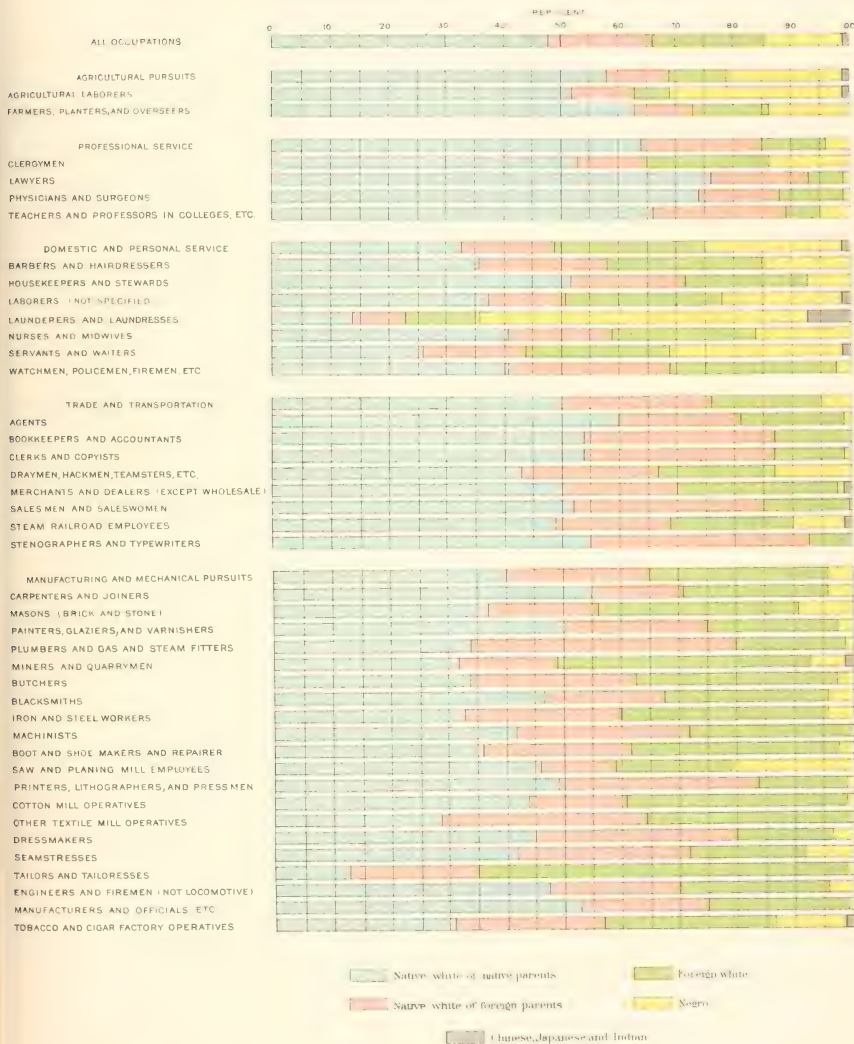 PER CENT
0 10 20 30 40 50 60 70 80 90 100
ALL OCCUPATIONS
AGRICULTURAL PURSUITS
AGRICULTURAL LABORERS
FARMERS, PLANTERS, AND OVERSEERS
PROFESSIONAL SERVICE
CLERGYMEN
LAWYERS
PHYSICIANS AND SURGEONS
TEACHERS AND PROFESSORS IN COLLEGES, ETC.
DOMESTIC AND PERSONAL SERVICE
BARBERS AND HAIRDRESSERS
HOUSEKEEPERS AND STEWARDS
LABORERS (NOT SPECIFIED)
LAUNDERERS AND LAUNDRESSES
NURSES AND MIDWIVES
SERVANTS AND WAITERS
WATCHMEN, POLICEMEN, FIREMEN, ETC
TRADE AND TRANSPORTATION
AGENTS
BOOKKEEPERS AND ACCOUNTANTS
CLERKS AND COPYISTS
DRAYMEN, HACKMEN, TEAMSTERS, ETC.
MERCHANTS AND DEALERS (EXCEPT WHOLESALE)
SALESMEN AND SALESWOMEN
STEAM RAILROAD EMPLOYEES
STENOGRAPHERS AND TYPEWRITERS
MANUFACTURING AND MECHANICAL PURSUITS
CARPENTERS AND JOINERS
MASONS (BRICK AND STONE)
PAINTERS, GLAZIERS, AND VARNISHERS
PLUMBERS AND GAS AND STEAM FITTERS
MINERS AND QUARRYMEN
BUTCHERS
BLACKSMITHS
IRON AND STEEL WORKERS
MACHINISTS
BOOT AND SHOE MAKERS AND REPAIRER
SAW AND PLANING MILL EMPLOYEES
PRINTERS, LITHOGRAPHERS, AND PRESSMEN
COTTON MILL OPERATIVES
OTHER TEXTILE MILL OPERATIVES
DRESSMAKERS
SEAMSTRESSES
TAILORS AND TAILORESSES
ENGINEERS AND FIREMEN (NOT LOCOMOTIVE)
MANUFACTURERS AND OFFICIALS ETC
TOBACCO AND CIGAR FACTORY OPERATIVES
Native white of native parents Foreign white
Native white of foreign parents Negro
Chinese, Japanese and Indian